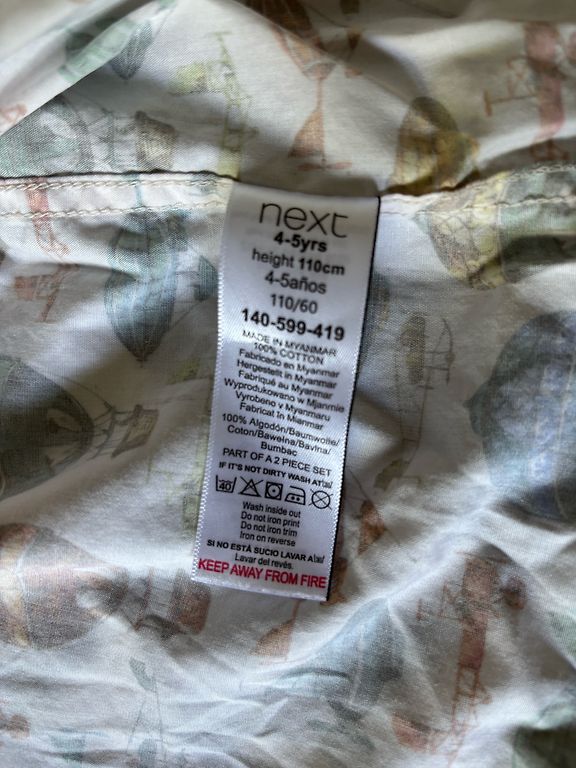 next
4-5yrs
height 110cm
4-5años
110/60
140-599-419
MADE IN MYANMAR
100% COTTON
Fabricado en Myanmar
Hergestellt in Myanmar
Fabriqué au Myanmar
Wyprodukowano w Mjanmie
Vyrobeno v Myanmaru
Fabricat în Mianmar
100% Algodón/Baumwolle/
Coton/Bawełna/Bavlna/
Bumbac
PART OF A 2 PIECE SET
IF IT'S NOT DIRTY WASH AT
40
Wash inside out
Do not iron print
Do not iron trim
Iron on reverse
SI NO ESTÁ SUCIO LAVAR A
Lavar del revés.
KEEP AWAY FROM FIRE